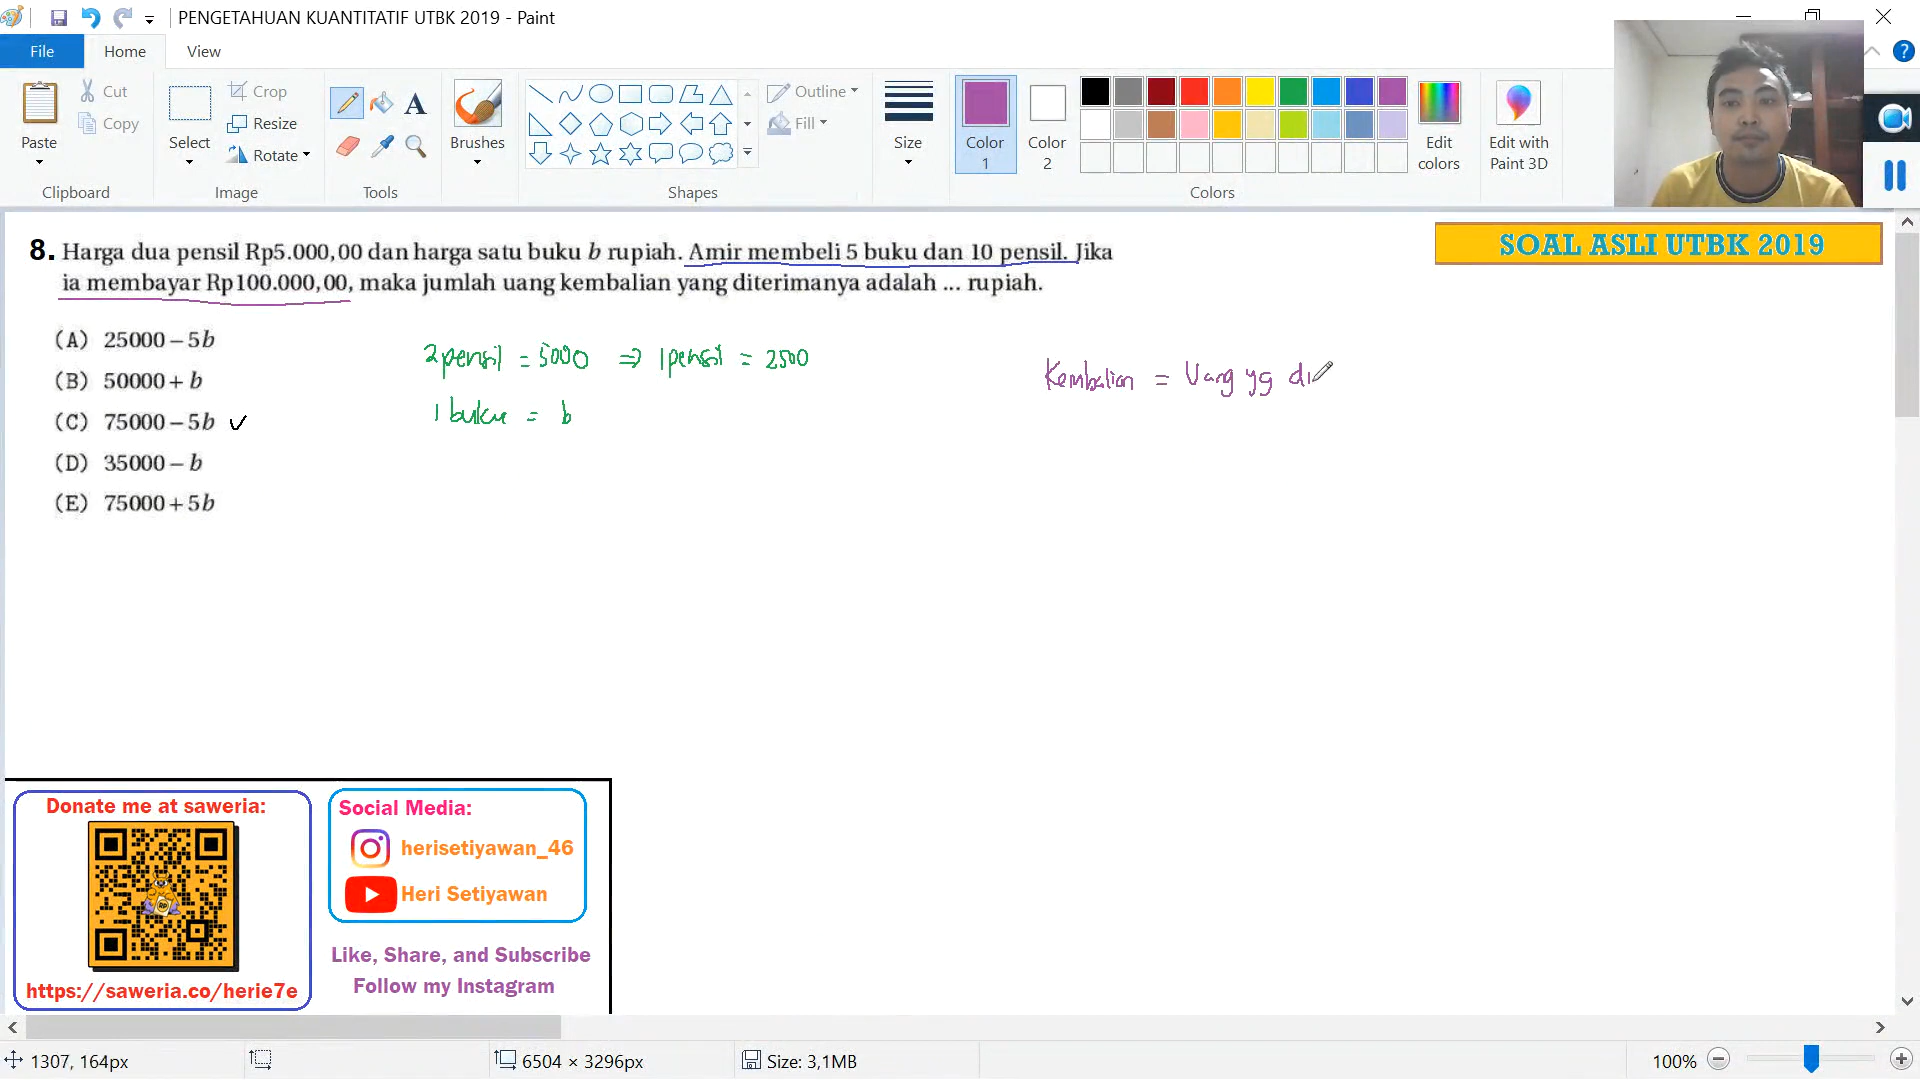 PENGETAHUAN KUANTITATIF UTBK 2019 - Paint
File
Home
View
Paste
Cut
Copy
Clipboard
Select
Crop
Resize
Rotate
Image
A
Tools
Brushes
Shapes
Outline
Fill
Size
Color 1
Color 2
Colors
Edit colors
Edit with Paint 3D
?
SOAL ASLI UTBK 2019
8. Harga dua pensil Rp5.000,00 dan harga satu buku b rupiah. Amir membeli 5 buku dan 10 pensil. Jika
ia membayar Rp100.000,00, maka jumlah uang kembalian yang diterimanya adalah ... rupiah.
(A) 25000 – 5b
(B) 50000 + b
(C) 75000 – 5b ✓
(D) 35000 – b
(E) 75000 + 5b
2 pensil = 5000 ⇒ 1 pensil = 2500
1 buku = b
Kembalian = Uang yg di
Donate me at saweria:
RP
https://saweria.co/herie7e
Social Media:
herisetiyawan_46
Heri Setiyawan
Like, Share, and Subscribe
Follow my Instagram
1307, 164px
6504 × 3296px
Size: 3,1MB
100%